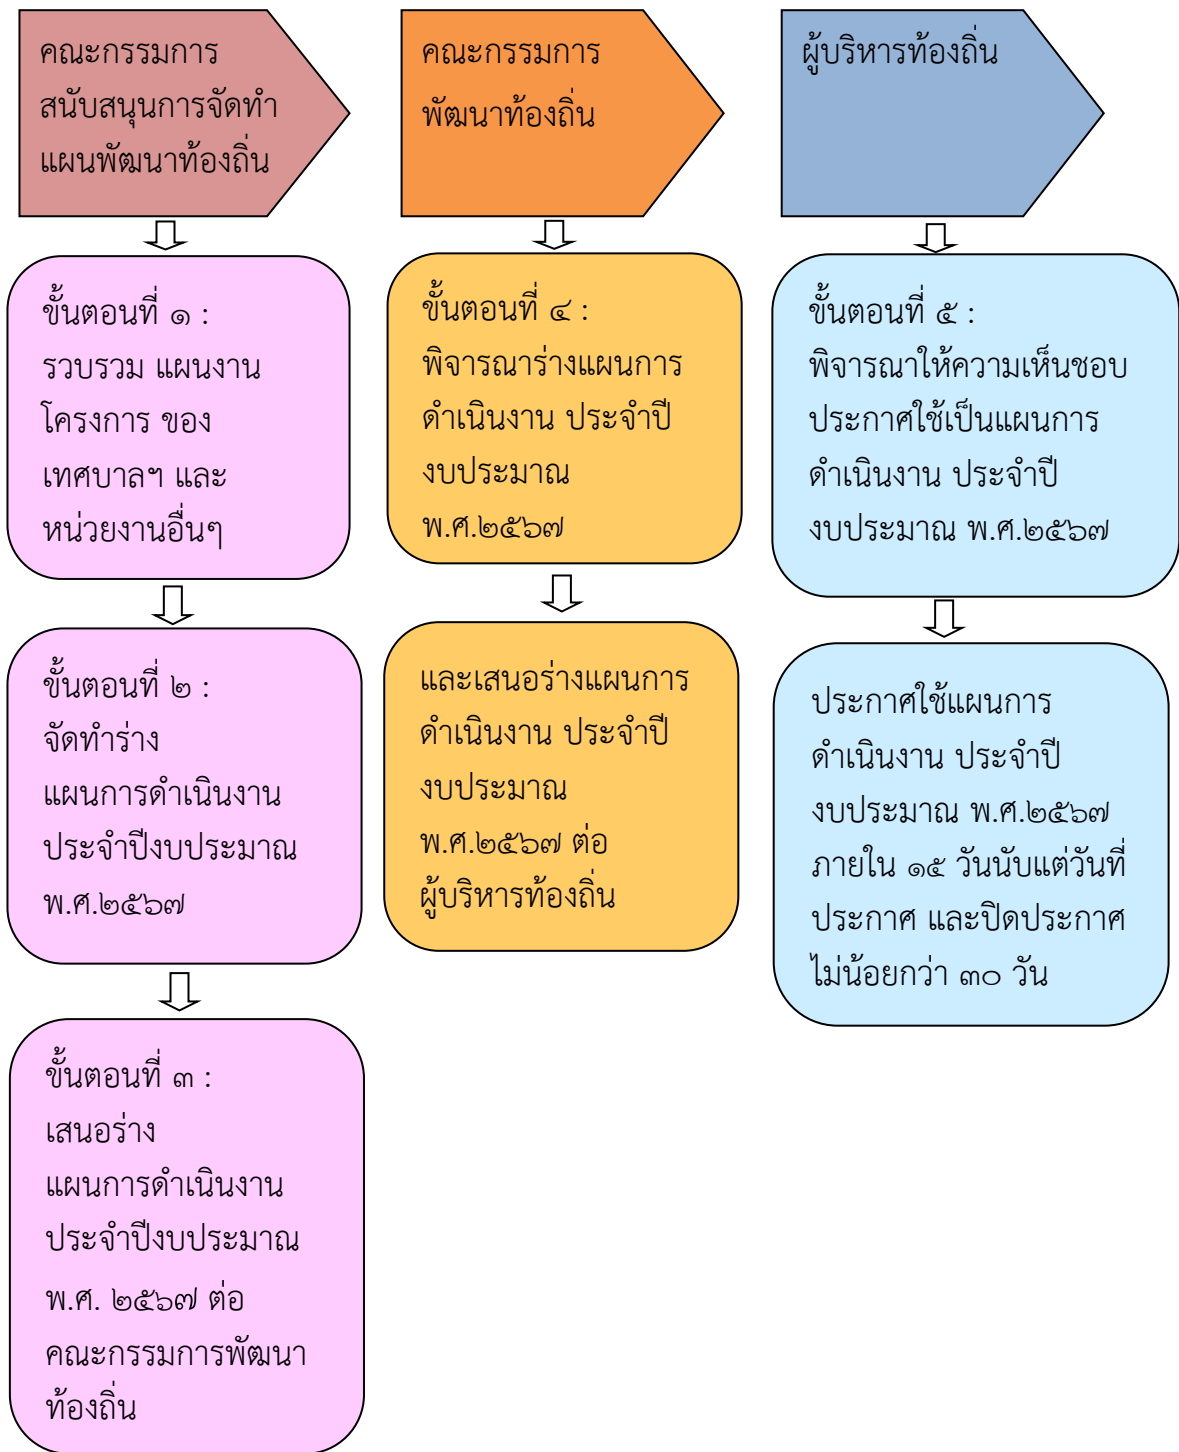 คณะกรรมการ
สนับสนุนการจัดทำ
แผนพัฒนาท้องถิ่น
ขั้นตอนที่ ๑ :
รวบรวม แผนงาน
โครงการ ของ
เทศบาลฯ และ
หน่วยงานอื่นๆ
ขั้นตอนที่ ๒ :
จัดทำร่าง
แผนการดำเนินงาน
ประจำปีงบประมาณ
พ.ศ.๒๕๖๗
ขั้นตอนที่ ๓ :
เสนอร่าง
แผนการดำเนินงาน
ประจำปีงบประมาณ
พ.ศ. ๒๕๖๗ ต่อ
คณะกรรมการพัฒนา
ท้องถิ่น
คณะกรรมการ
พัฒนาท้องถิ่น
ขั้นตอนที่ ๔ :
พิจารณาร่างแผนการ
ดำเนินงาน ประจำปี
งบประมาณ
พ.ศ.๒๕๖๗
และเสนอร่างแผนการ
ดำเนินงาน ประจำปี
งบประมาณ
พ.ศ.๒๕๖๗ ต่อ
ผู้บริหารท้องถิ่น
ผู้บริหารท้องถิ่น
ขั้นตอนที่ ๕ :
พิจารณาให้ความเห็นชอบ
ประกาศใช้เป็นแผนการ
ดำเนินงาน ประจำปี
งบประมาณ พ.ศ.๒๕๖๗
ประกาศใช้แผนการ
ดำเนินงาน ประจำปี
งบประมาณ พ.ศ.๒๕๖๗
ภายใน ๑๕ วันนับแต่วันที่
ประกาศ และปิดประกาศ
ไม่น้อยกว่า ๓๐ วัน